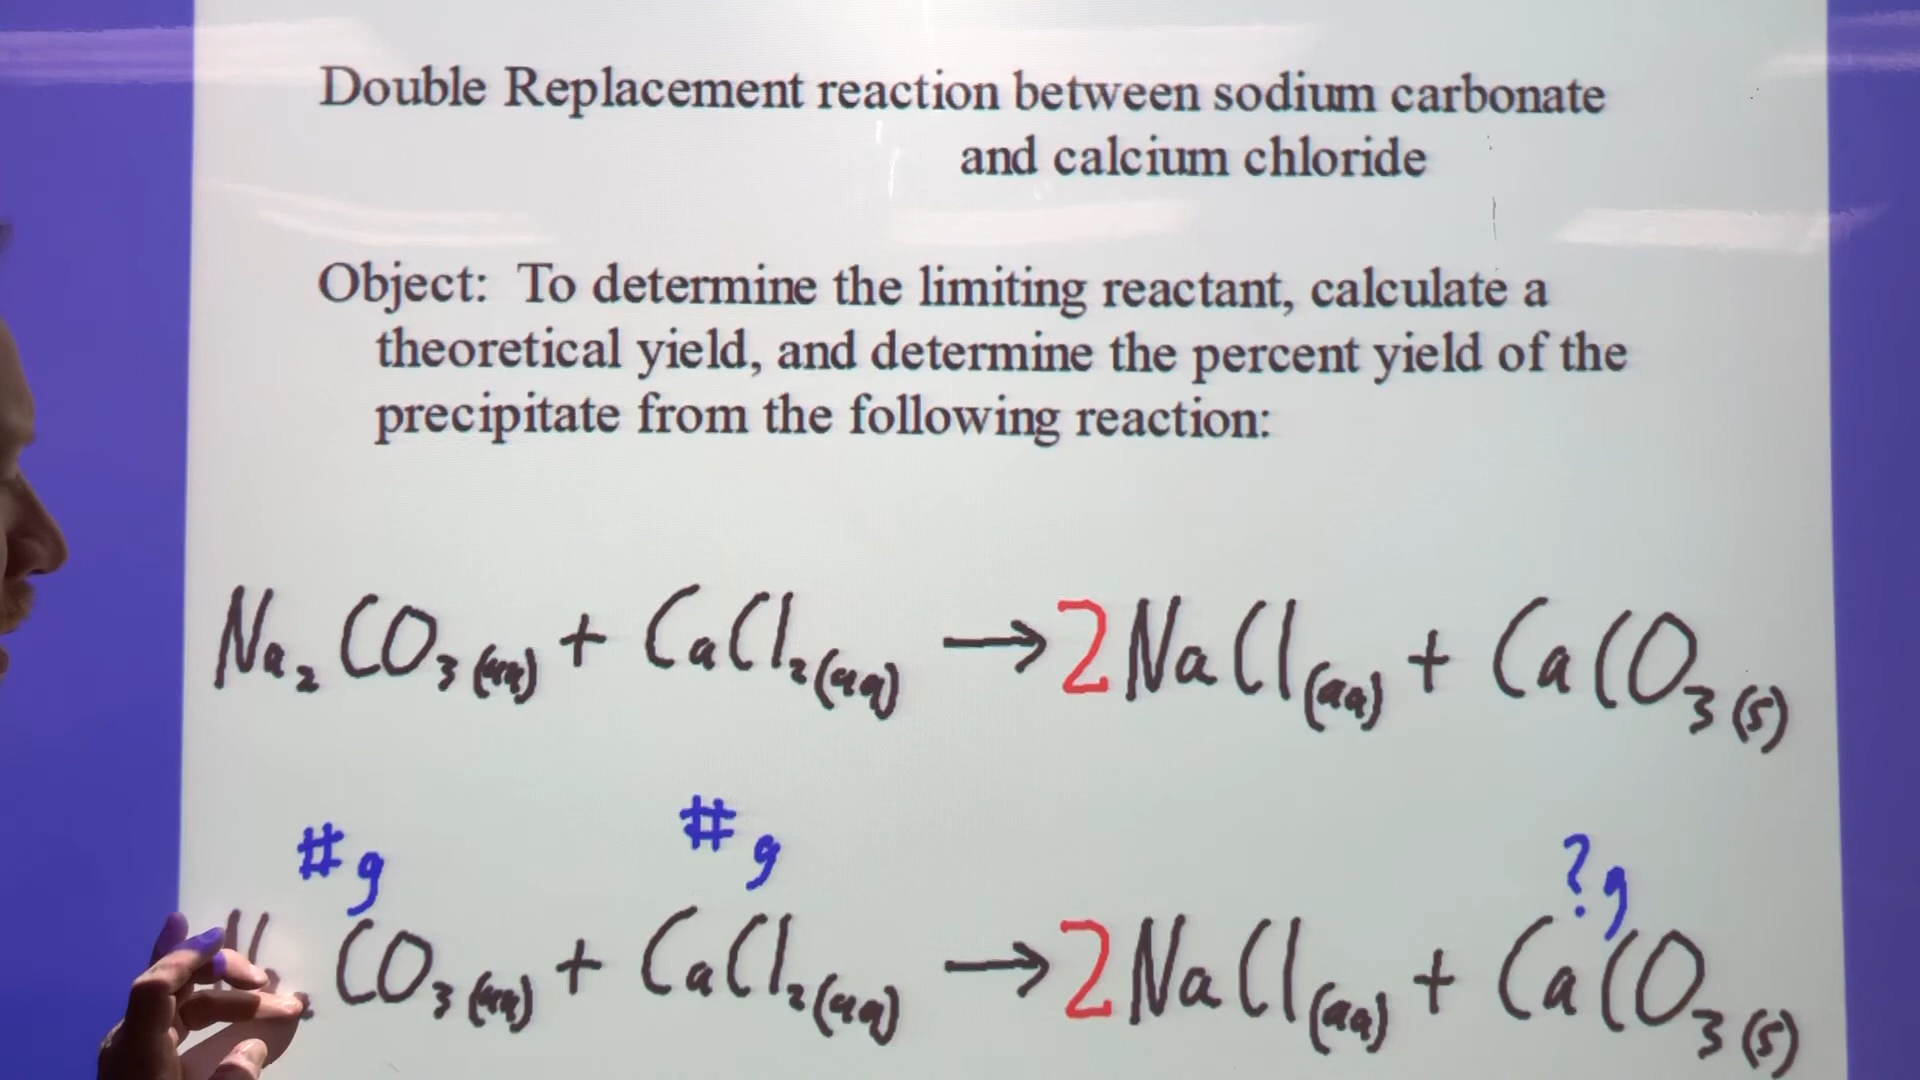 Double Replacement reaction between sodium carbonate
and calcium chloride
Object: To determine the limiting reactant, calculate a
theoretical yield, and determine the percent yield of the
precipitate from the following reaction:
Na₂CO₃(aq) + CaCl₂(aq) → 2NaCl(aq) + CaCO₃(s)
#g #g ?g
CO₃(aq) + CaCl₂(aq) → 2NaCl(aq) + CaCO₃(s)